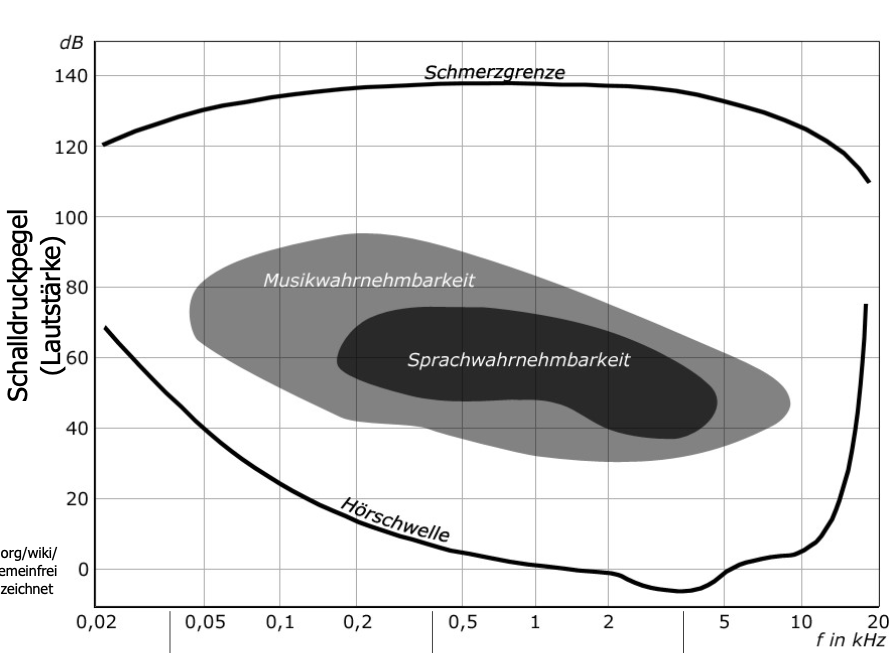 dB
140
Schmerzgrenze
120
100
80
60
40
20
0
Schalldruckpegel
(Lautstärke)
Musikwahrnehmbarkeit
Sprachwahrnehmbarkeit
Hörschwelle
org/wiki/
emeinfrei
zeichnet
0,02 0,05 0,1 0,2 0,5 1 2 5 10 20
f in kHz